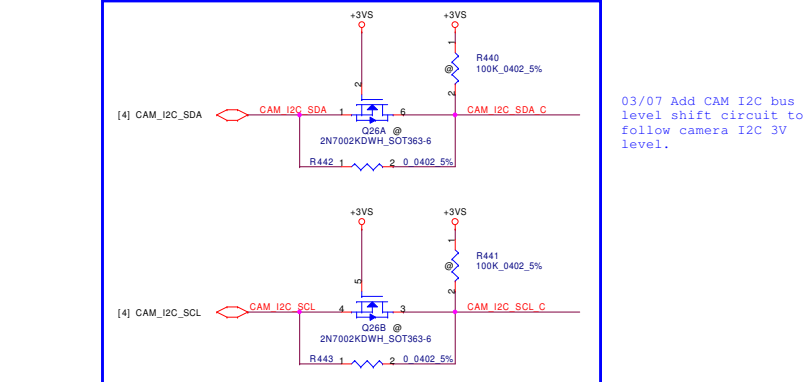 +3VS
+3VS
1
R440
@
100K_0402_5%
2
2
[4] CAM_I2C_SDA
CAM_I2C_SDA
1
6
CAM_I2C_SDA_C
Q26A @
2N7002KDWH_SOT363-6
R442 1
2 0_0402_5%
03/07 Add CAM I2C bus
level shift circuit to
follow camera I2C 3V
level.
+3VS
+3VS
1
R441
@
100K_0402_5%
5
2
[4] CAM_I2C_SCL
CAM_I2C_SCL
4
3
CAM_I2C_SCL_C
Q26B @
2N7002KDWH_SOT363-6
R443 1
2 0_0402_5%